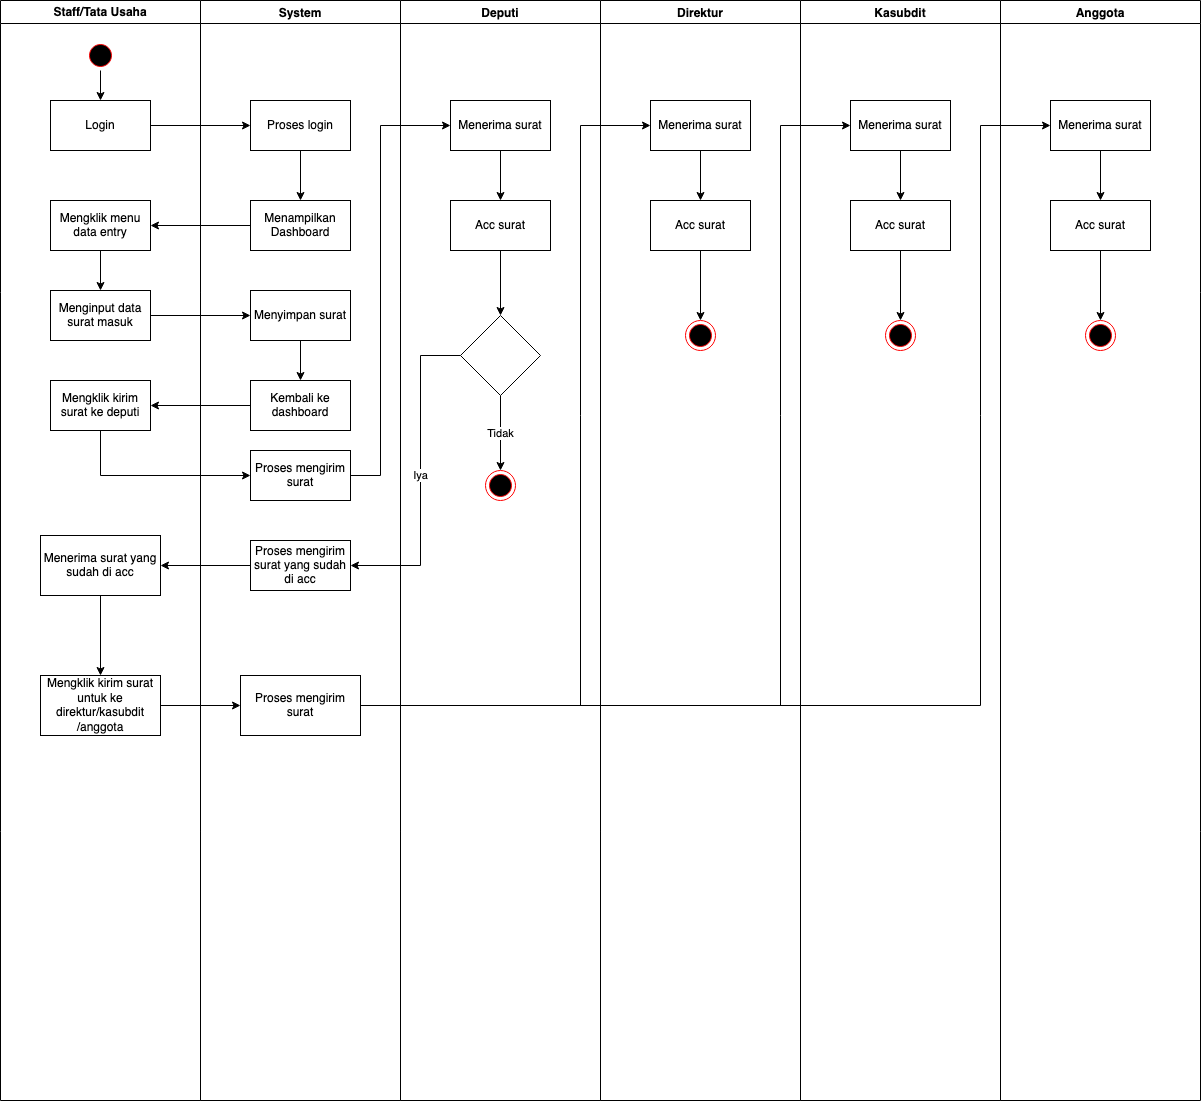 Staff/Tata Usaha
System
Deputi
Direktur
Kasubdit
Anggota
Login
Proses login
Menerima surat
Menerima surat
Menerima surat
Menerima surat
Mengklik menu
data entry
Menampilkan
Dashboard
Acc surat
Acc surat
Acc surat
Acc surat
Menginput data
surat masuk
Menyimpan surat
Mengklik kirim
surat ke deputi
Kembali ke
dashboard
Tidak
Proses mengirim
surat
Iya
Menerima surat yang
sudah di acc
Proses mengirim
surat yang sudah
di acc
Mengklik kirim surat
untuk ke
direktur/kasubdit
/anggota
Proses mengirim
surat